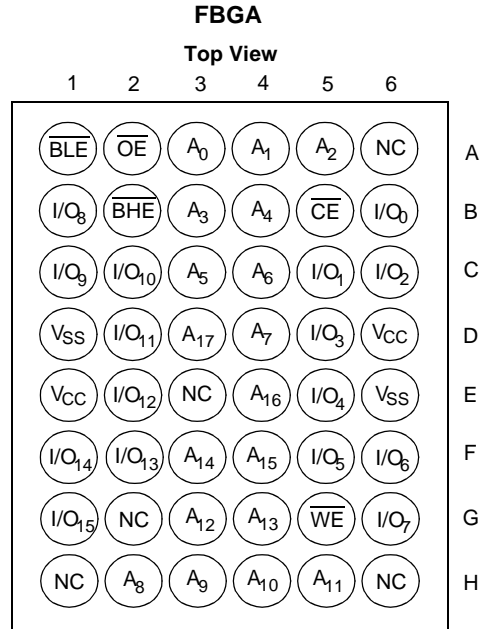 FBGA
Top View
1 2 3 4 5 6
BLE OE A0 A1 A2 NC A
I/O8 BHE A3 A4 CE I/O0 B
I/O9 I/O10 A5 A6 I/O1 I/O2 C
VSS I/O11 A17 A7 I/O3 VCC D
VCC I/O12 NC A16 I/O4 VSS E
I/O14 I/O13 A14 A15 I/O5 I/O6 F
I/O15 NC A12 A13 WE I/O7 G
NC A8 A9 A10 A11 NC H